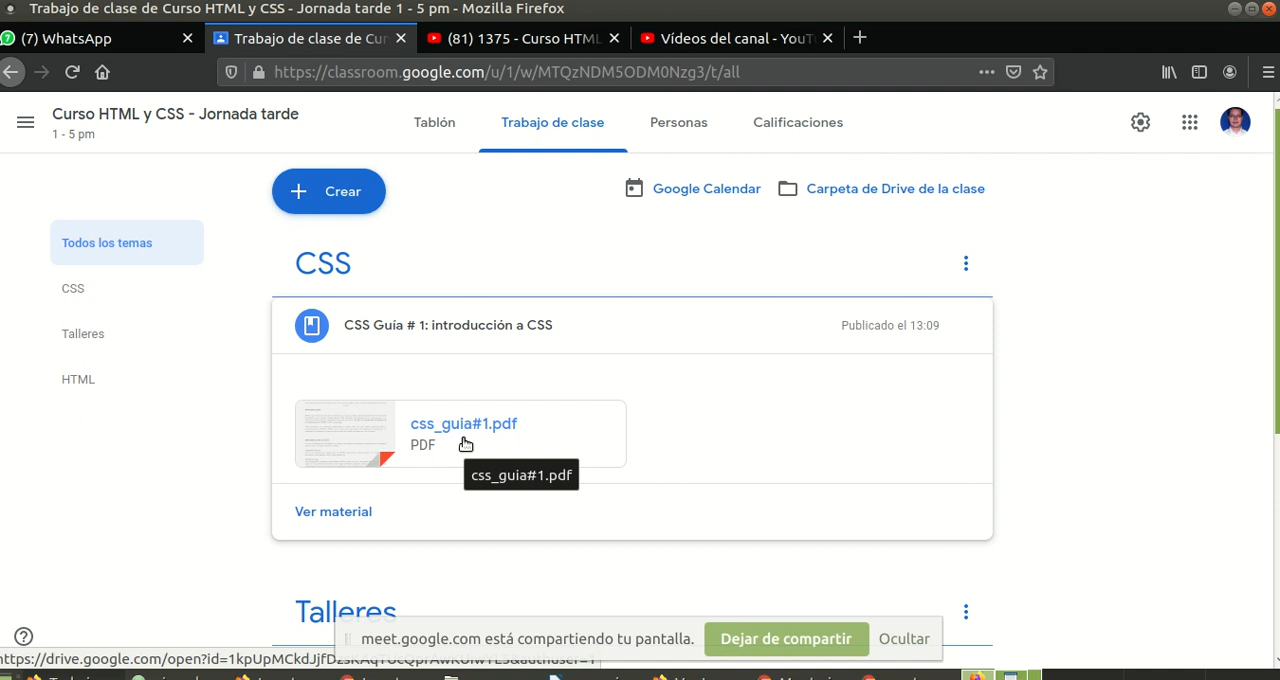 Trabajo de clase de Curso HTML y CSS - Jornada tarde 1 - 5 pm - Mozilla Firefox
(7) WhatsApp
Trabajo de clase de Cur
(81) 1375 - Curso HTML
Vídeos del canal - YouT
https://classroom.google.com/u/1/w/MTQzNDM5ODM0Nzg3/t/all
Curso HTML y CSS - Jornada tarde
1 - 5 pm
Tablón
Trabajo de clase
Personas
Calificaciones
Crear
Google Calendar
Carpeta de Drive de la clase
Todos los temas
CSS
Talleres
HTML
CSS
CSS Guía # 1: introducción a CSS
Publicado el 13:09
css_guia#1.pdf
PDF
css_guia#1.pdf
Ver material
Talleres
meet.google.com está compartiendo tu pantalla.
Dejar de compartir
Ocultar